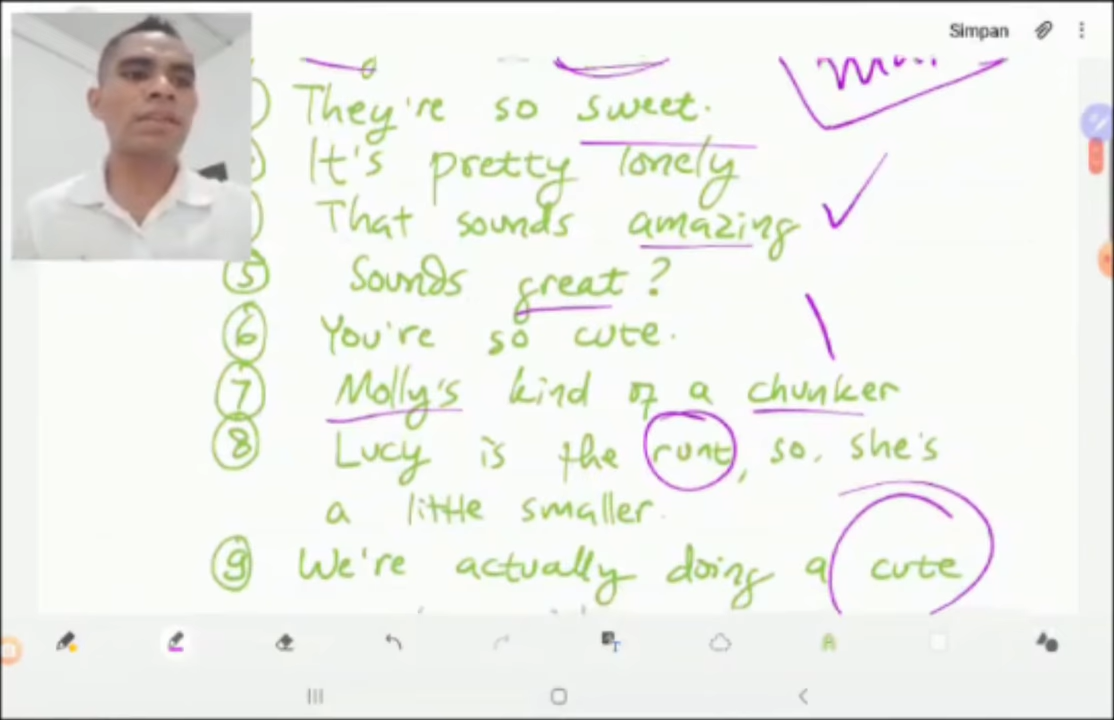 Simpan
They're so sweet.
It's pretty lonely
That sounds amazing
5 Sounds great?
6 You're so cute.
7 Molly's kind of a chunker
8 Lucy is the runt, so, she's
a little smaller.
9 We're actually doing a cute